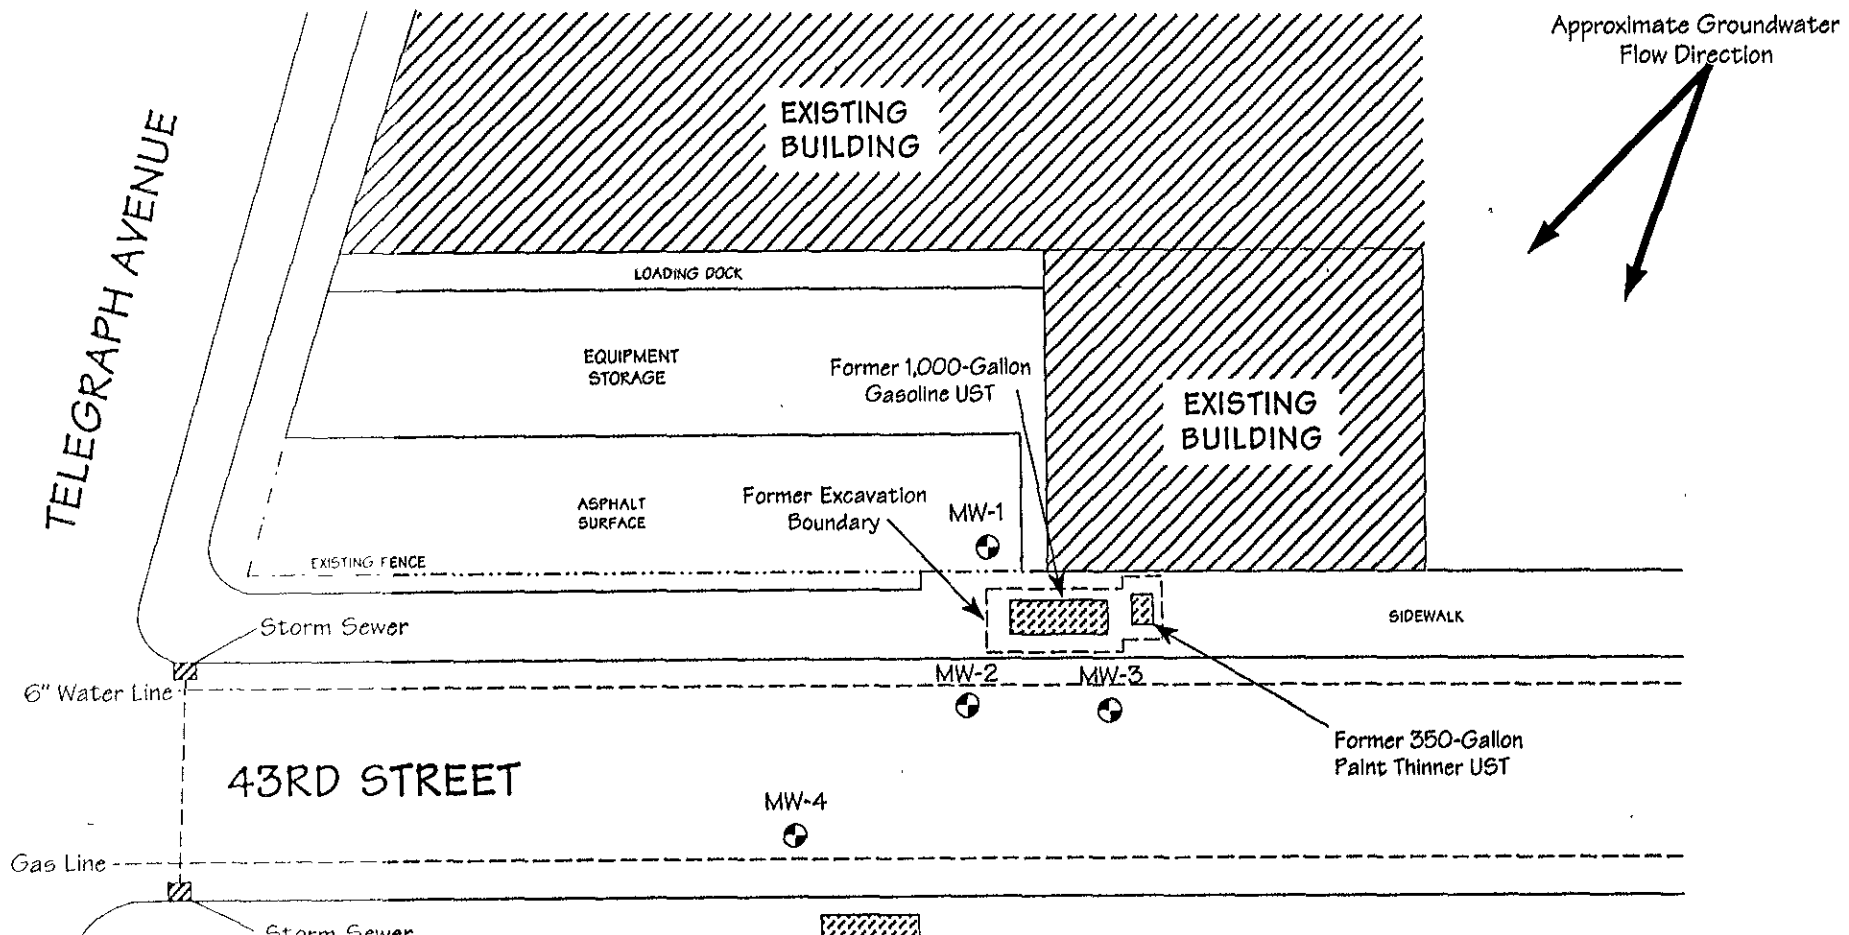 Approximate Groundwater
Flow Direction
EXISTING
BUILDING
TELEGRAPH AVENUE
LOADING DOCK
EQUIPMENT
STORAGE
Former 1,000-Gallon
Gasoline UST
EXISTING
BUILDING
ASPHALT
SURFACE
Former Excavation
Boundary
MW-1
EXISTING FENCE
Storm Sewer
SIDEWALK
6" Water Line
MW-2
MW-3
Former 350-Gallon
Paint Thinner UST
43RD STREET
MW-4
Gas Line
Storm Sewer